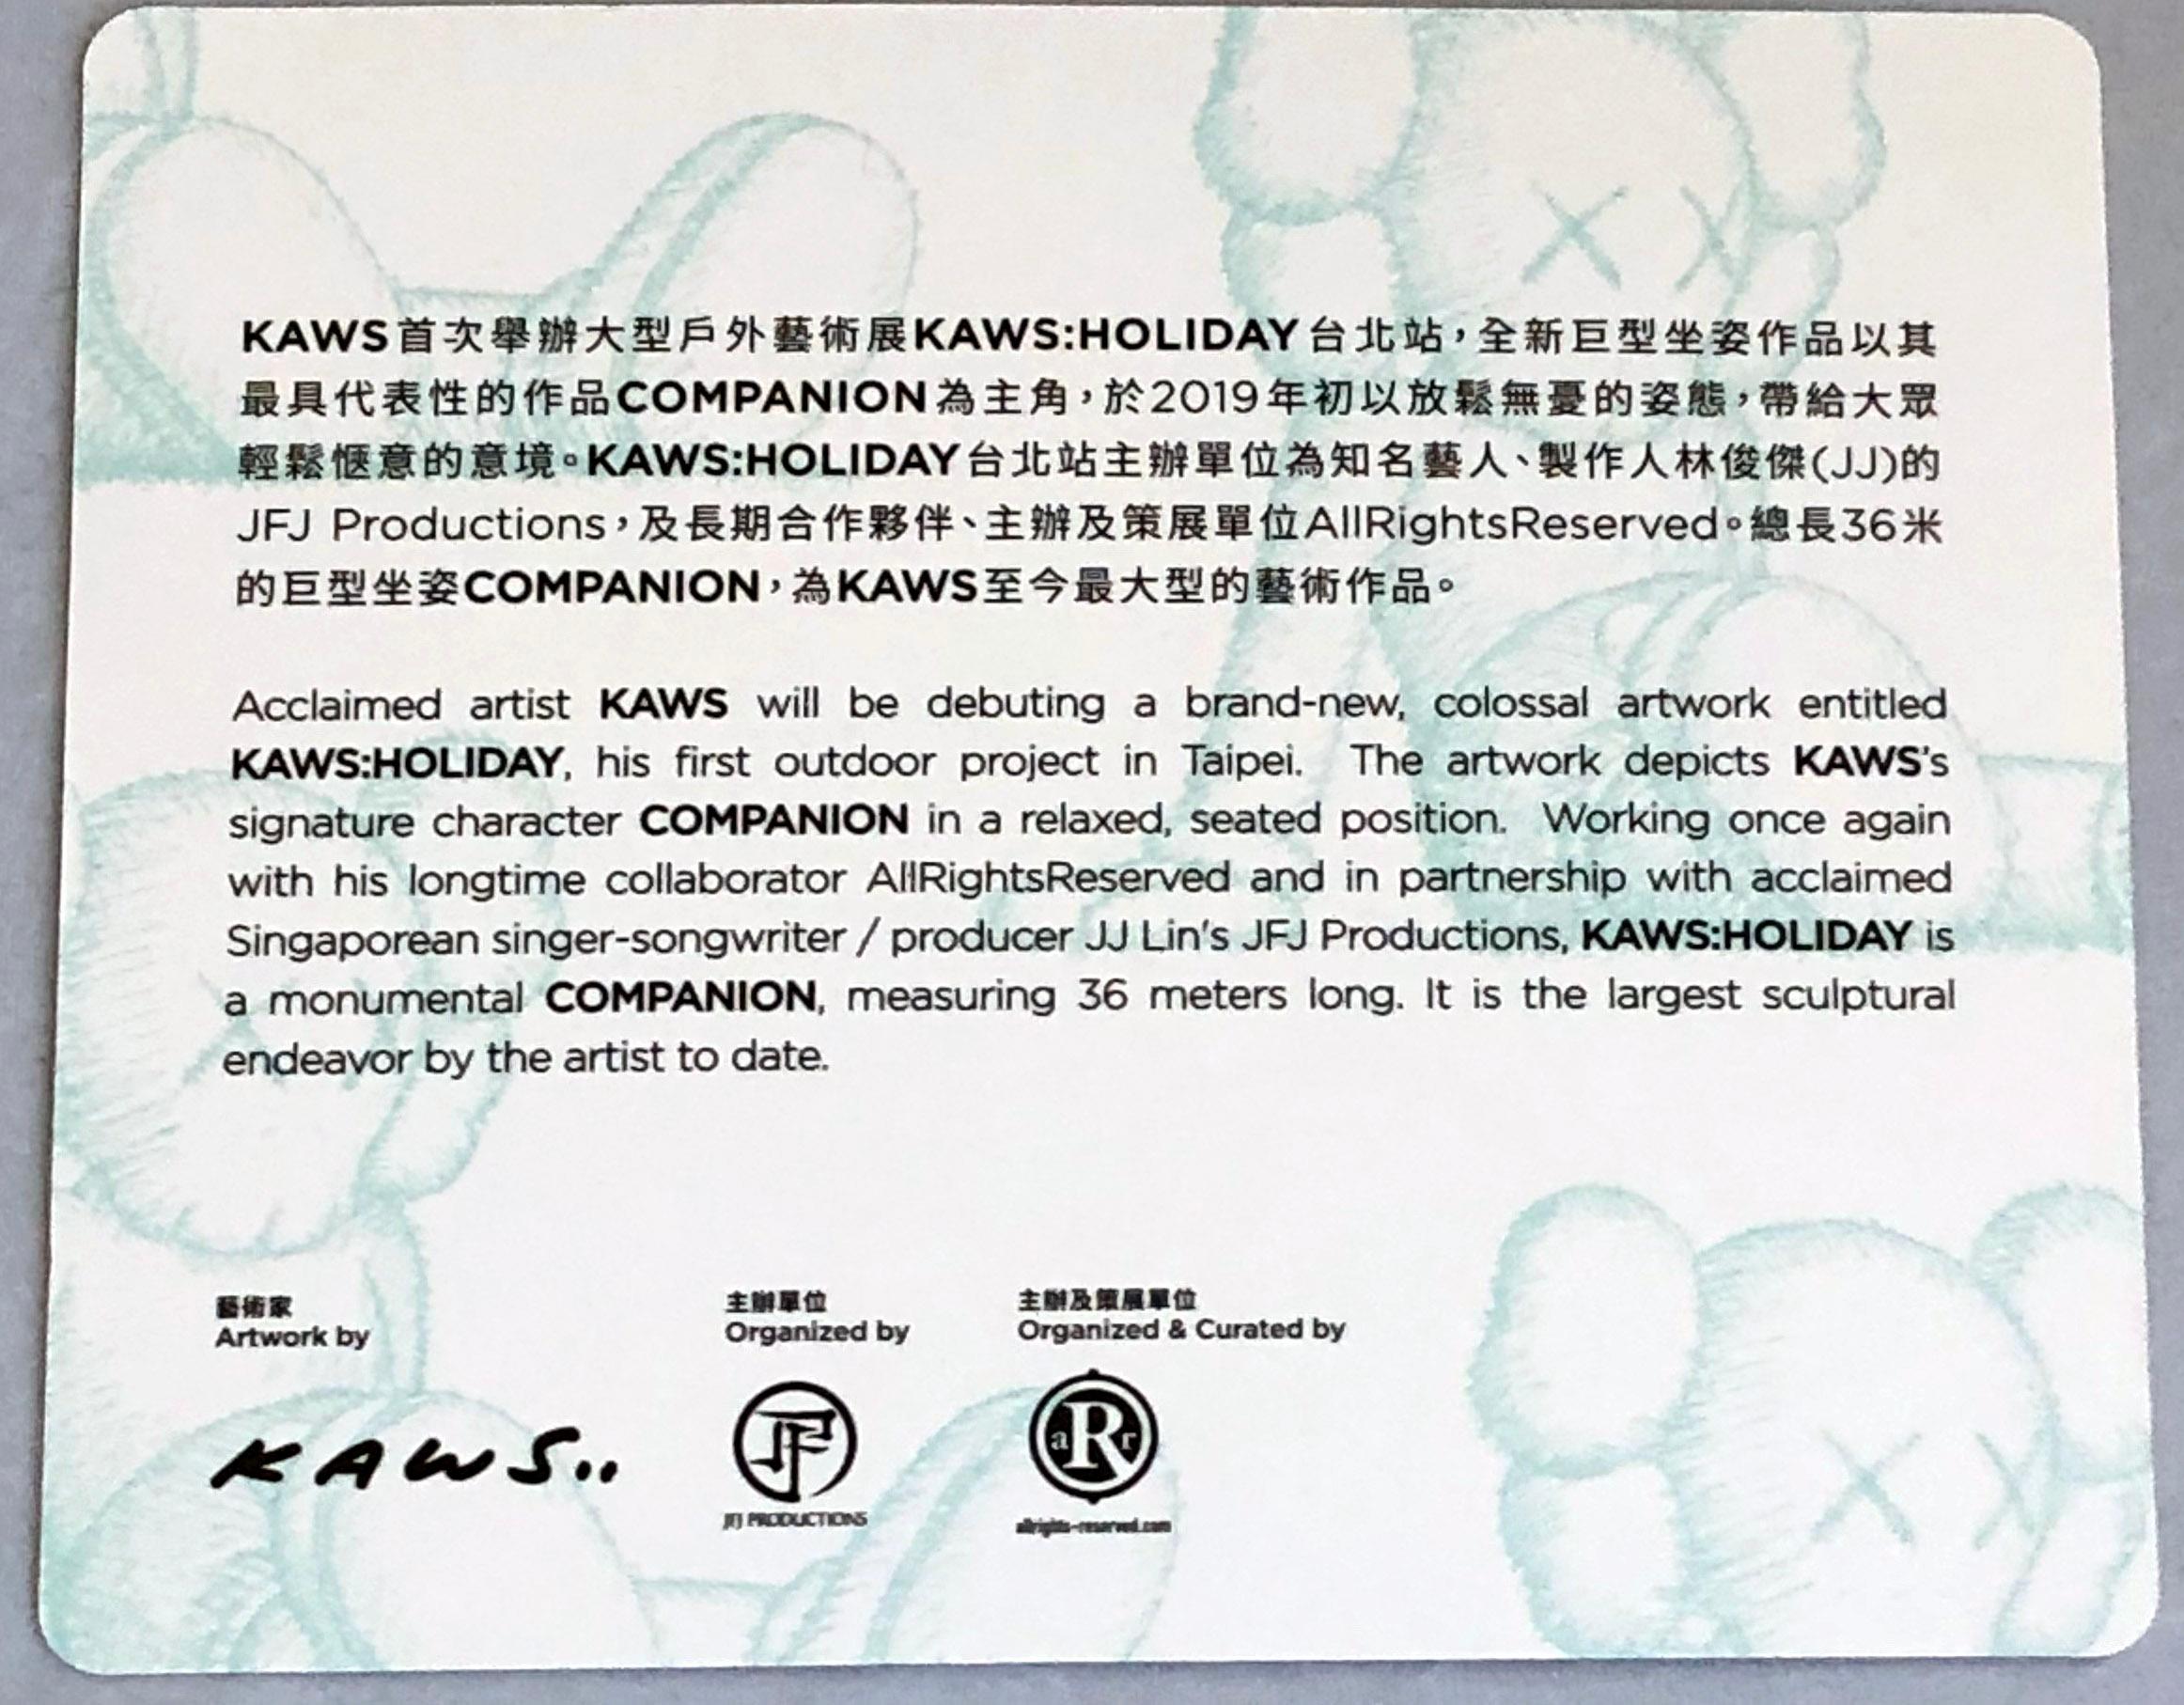 KAWS首次舉辦大型戶外藝術展KAWS:HOLIDAY台北站，全新巨型坐姿作品以其
最具代表性的作品COMPANION為主角，於2019年初以放鬆無憂的姿態，帶給大眾
輕鬆愜意的意境。KAWS:HOLIDAY台北站主辦單位為知名藝人、製作人林俊傑(JJ)的
JFJ Productions，及長期合作夥伴、主辦及策展單位AllRightsReserved。總長36米
的巨型坐姿COMPANION，為KAWS至今最大型的藝術作品。
Acclaimed artist KAWS will be debuting a brand-new, colossal artwork entitled
KAWS:HOLIDAY, his first outdoor project in Taipei. The artwork depicts KAWS's
signature character COMPANION in a relaxed, seated position. Working once again
with his longtime collaborator AllRightsReserved and in partnership with acclaimed
Singaporean singer-songwriter / producer JJ Lin's JFJ Productions, KAWS:HOLIDAY is
a monumental COMPANION, measuring 36 meters long. It is the largest sculptural
endeavor by the artist to date.
藝術家
Artwork by
KAWS..
主辦單位
Organized by
JF
JFJ PRODUCTIONS
主辦及策展單位
Organized & Curated by
aRr
allrights-reserved.com